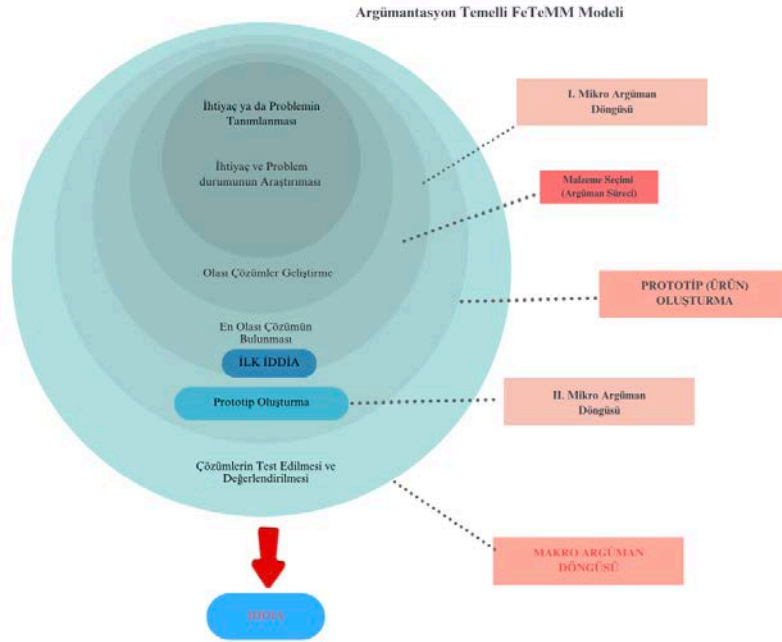 Argümantasyon Temelli FeTeMM Modeli
İhtiyaç ya da Problemin
Tanımlanması
İhtiyaç ve Problem
durumunun Araştırması
Olası Çözümler Geliştirme
En Olası Çözümün
Bulunması
İLK İDDİA
Prototip Oluşturma
Çözümlerin Test Edilmesi ve
Değerlendirilmesi
İDDİA
I. Mikro Argüman
Döngüsü
Malzeme Seçimi
(Argüman Süreci)
PROTOTİP (ÜRÜN)
OLUŞTURMA
II. Mikro Argüman
Döngüsü
MAKRO ARGÜMAN
DÖNGÜSÜ